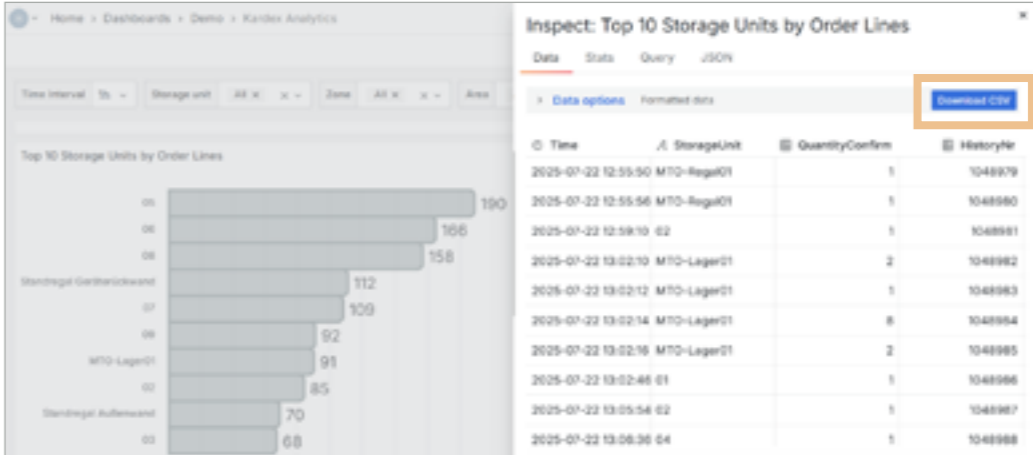 Home > Dashboards > Demo > Kardex Analytics
Time interval 1h Storage unit All × × Zone All × × Area
Top 10 Storage Units by Order Lines
05 190
06 166
08 158
Standregal Geräterückwand 112
07 109
09 92
MTO-Lager01 91
02 85
Standregal Außenwand 70
03 68
Inspect: Top 10 Storage Units by Order Lines
×
Data Stats Query JSON
> Data options Formatted data Download CSV
Time StorageUnit QuantityConfirm HistoryNr
2025-07-22 12:55:50 MTO-Regal01 1 1048979
2025-07-22 12:55:56 MTO-Regal01 1 1048980
2025-07-22 12:59:10 02 1 1048981
2025-07-22 13:02:10 MTO-Lager01 2 1048982
2025-07-22 13:02:12 MTO-Lager01 1 1048983
2025-07-22 13:02:14 MTO-Lager01 8 1048984
2025-07-22 13:02:16 MTO-Lager01 2 1048985
2025-07-22 13:02:46 01 1 1048986
2025-07-22 13:05:54 02 1 1048987
2025-07-22 13:06:36 04 1 1048988